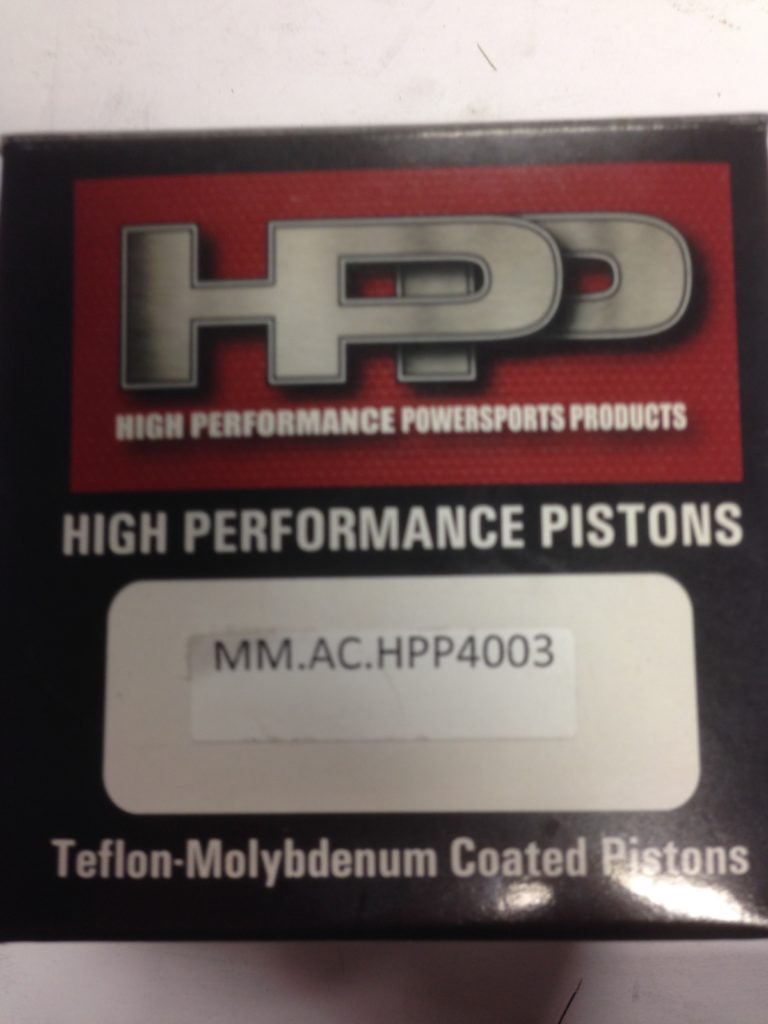 HPP
HIGH PERFORMANCE POWERSPORTS PRODUCTS
HIGH PERFORMANCE PISTONS
MM.AC.HPP4003
Teflon-Molybdenum Coated Pistons